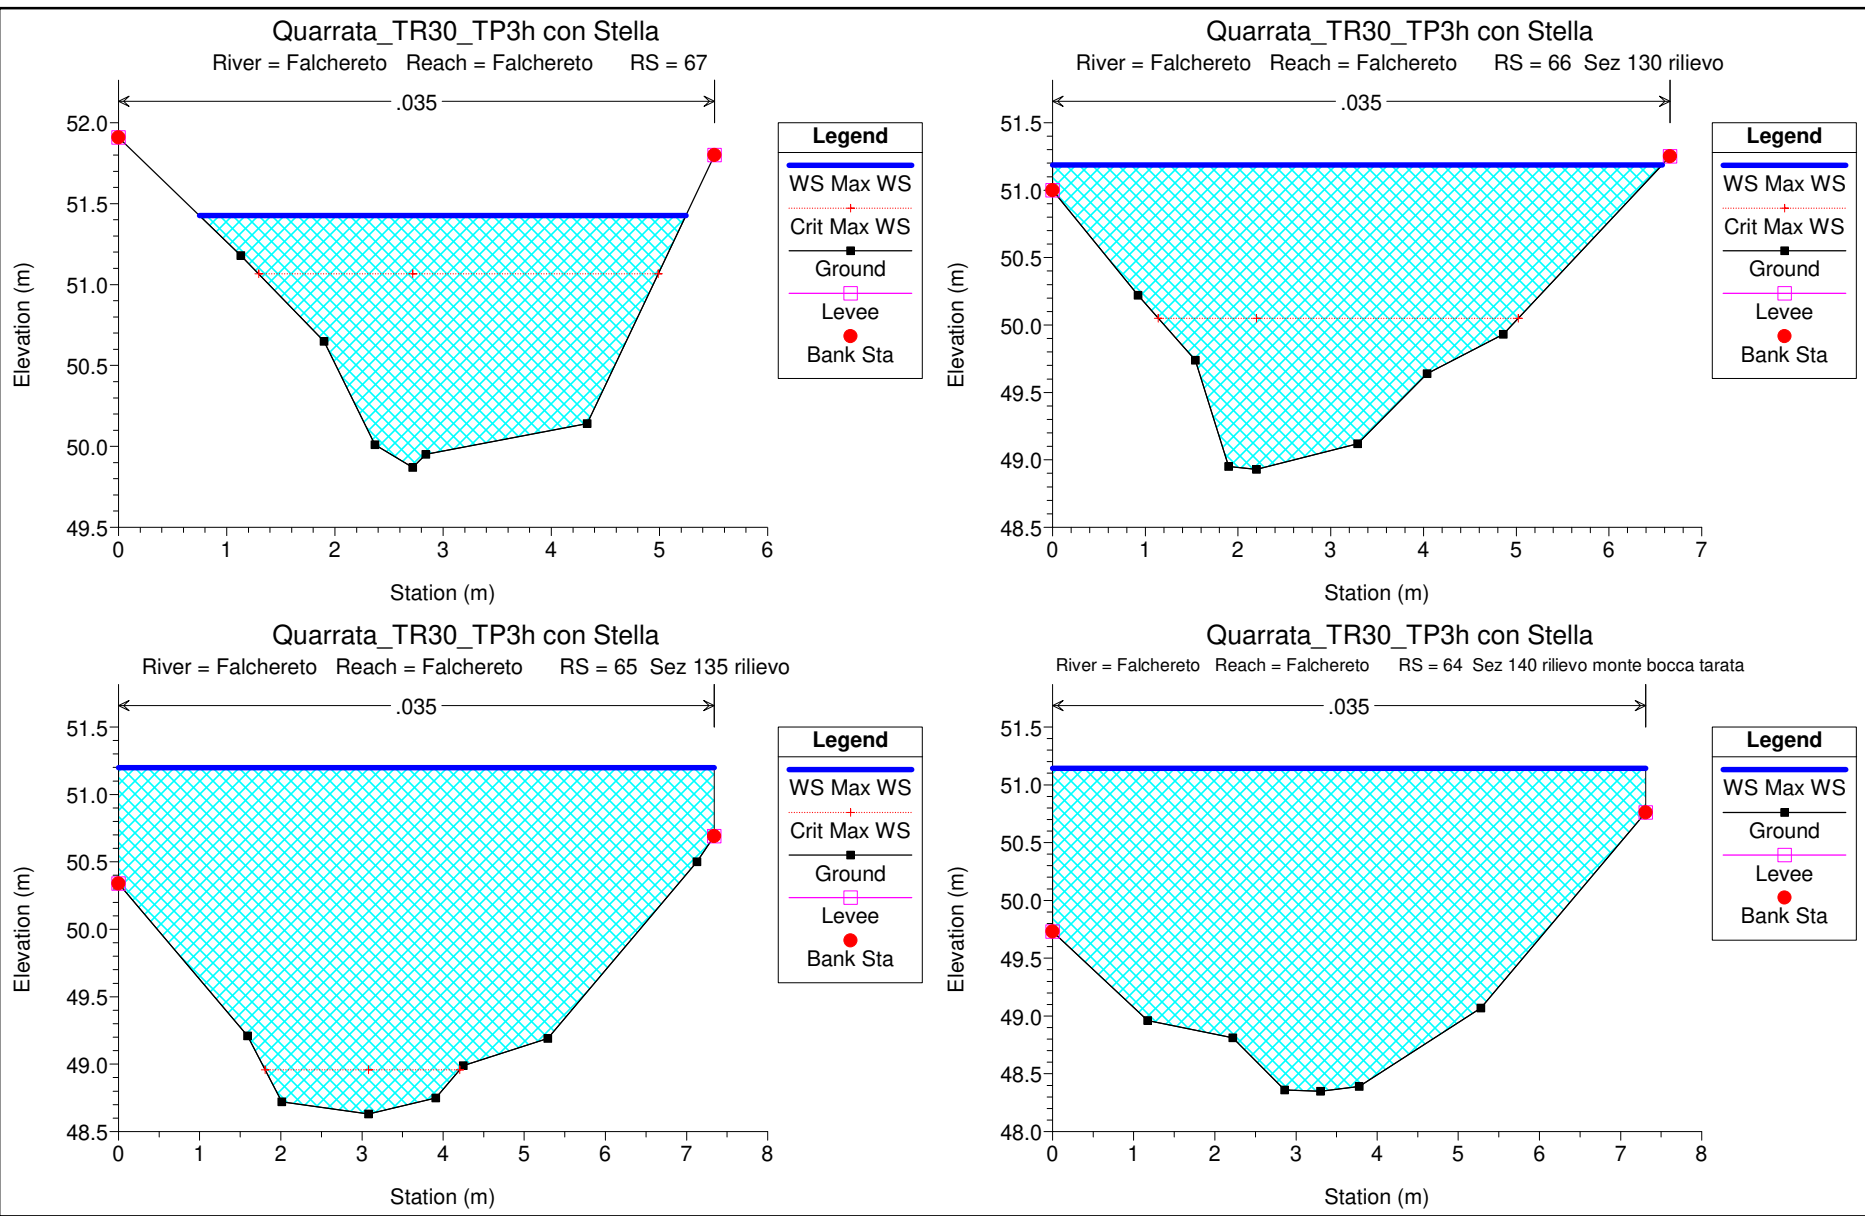 Quarrata_TR30_TP3h con Stella
River = Falchereto Reach = Falchereto RS = 67
.035
52.0
51.5
51.0
50.5
50.0
49.5
0 1 2 3 4 5 6
Elevation (m)
Station (m)
Legend
WS Max WS
Crit Max WS
Ground
Levee
Bank Sta
Quarrata_TR30_TP3h con Stella
River = Falchereto Reach = Falchereto RS = 66 Sez 130 rilievo
.035
51.5
51.0
50.5
50.0
49.5
49.0
48.5
0 1 2 3 4 5 6 7
Elevation (m)
Station (m)
Legend
WS Max WS
Crit Max WS
Ground
Levee
Bank Sta
Quarrata_TR30_TP3h con Stella
River = Falchereto Reach = Falchereto RS = 65 Sez 135 rilievo
.035
51.5
51.0
50.5
50.0
49.5
49.0
48.5
0 1 2 3 4 5 6 7 8
Elevation (m)
Station (m)
Legend
WS Max WS
Crit Max WS
Ground
Levee
Bank Sta
Quarrata_TR30_TP3h con Stella
River = Falchereto Reach = Falchereto RS = 64 Sez 140 rilievo monte bocca tarata
.035
51.5
51.0
50.5
50.0
49.5
49.0
48.5
48.0
0 1 2 3 4 5 6 7 8
Elevation (m)
Station (m)
Legend
WS Max WS
Ground
Levee
Bank Sta